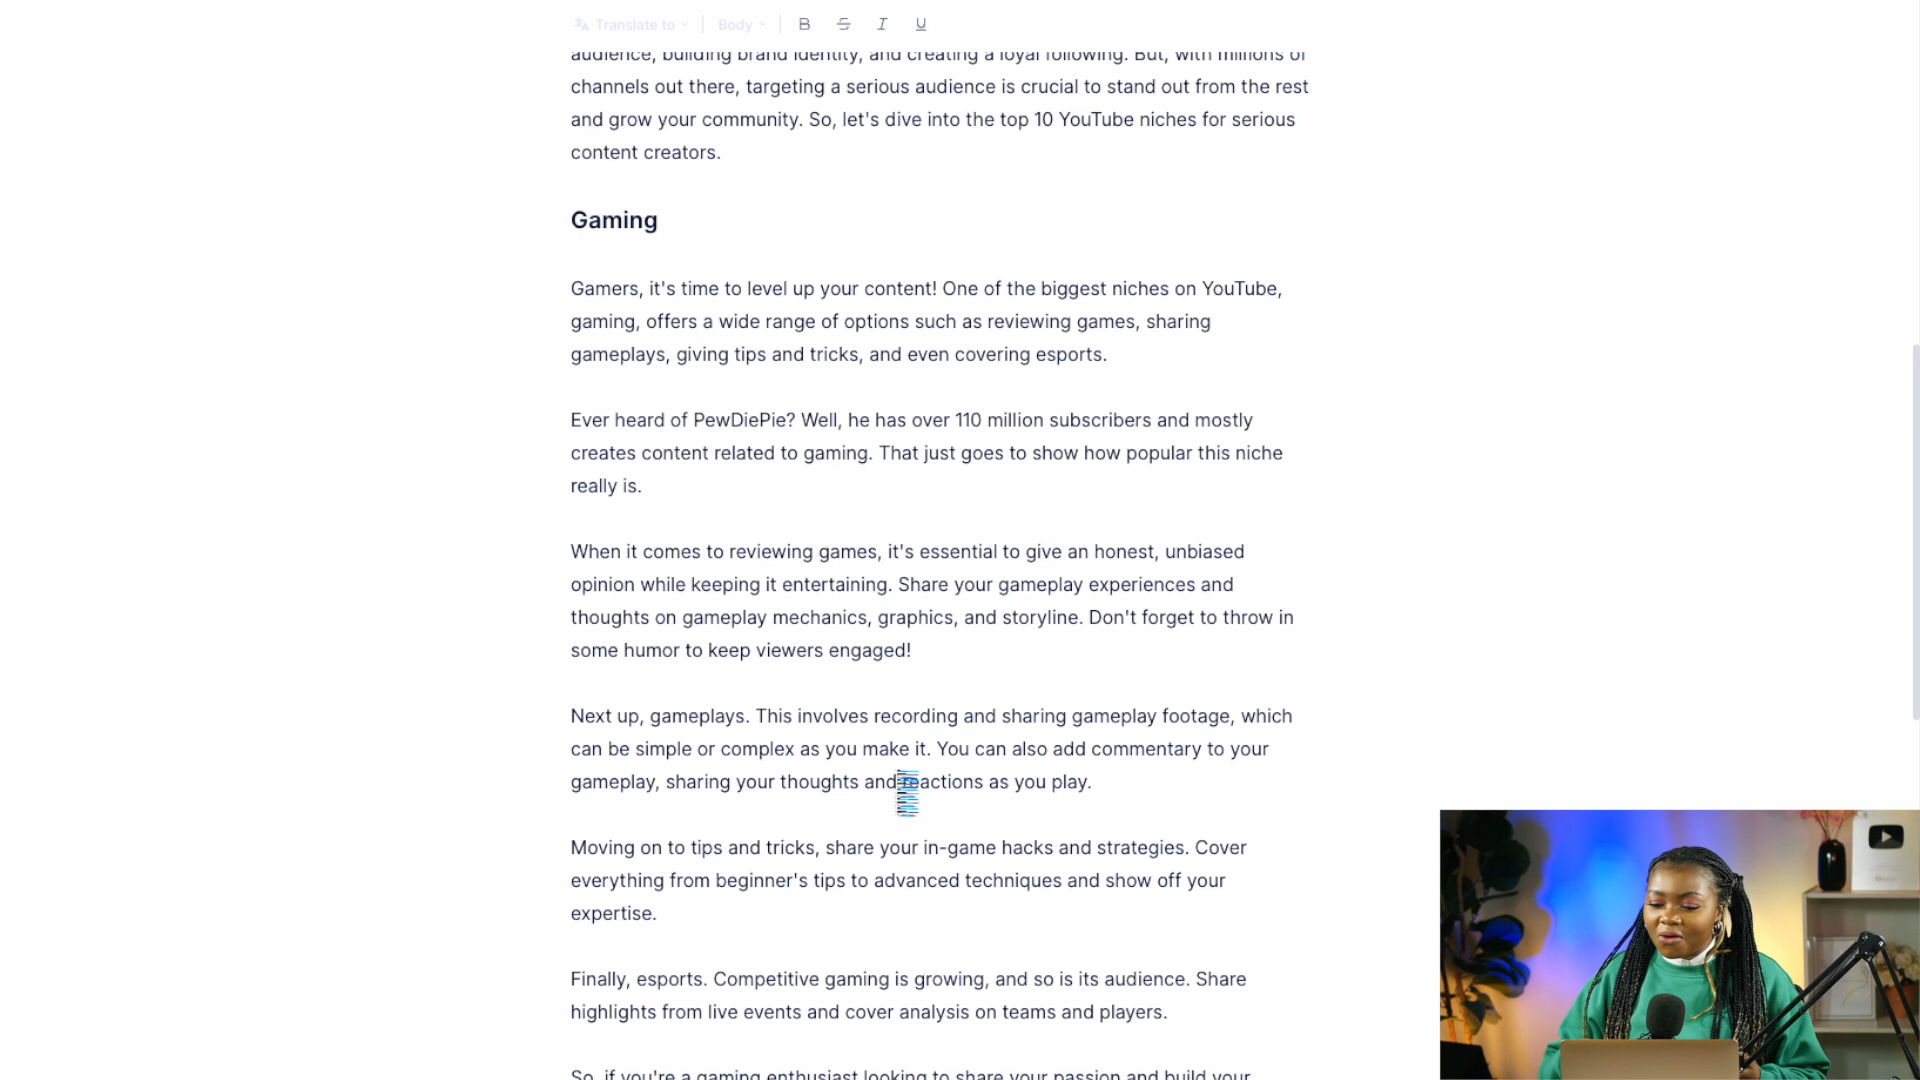 Translate to
Body
B S I U
audience, building brand identity, and creating a loyal following. But, with millions of
channels out there, targeting a serious audience is crucial to stand out from the rest
and grow your community. So, let's dive into the top 10 YouTube niches for serious
content creators.
Gaming
Gamers, it's time to level up your content! One of the biggest niches on YouTube,
gaming, offers a wide range of options such as reviewing games, sharing
gameplays, giving tips and tricks, and even covering esports.
Ever heard of PewDiePie? Well, he has over 110 million subscribers and mostly
creates content related to gaming. That just goes to show how popular this niche
really is.
When it comes to reviewing games, it's essential to give an honest, unbiased
opinion while keeping it entertaining. Share your gameplay experiences and
thoughts on gameplay mechanics, graphics, and storyline. Don't forget to throw in
some humor to keep viewers engaged!
Next up, gameplays. This involves recording and sharing gameplay footage, which
can be simple or complex as you make it. You can also add commentary to your
gameplay, sharing your thoughts and reactions as you play.
Moving on to tips and tricks, share your in-game hacks and strategies. Cover
everything from beginner's tips to advanced techniques and show off your
expertise.
Finally, esports. Competitive gaming is growing, and so is its audience. Share
highlights from live events and cover analysis on teams and players.
So, if you're a gaming enthusiast looking to share your passion and build your